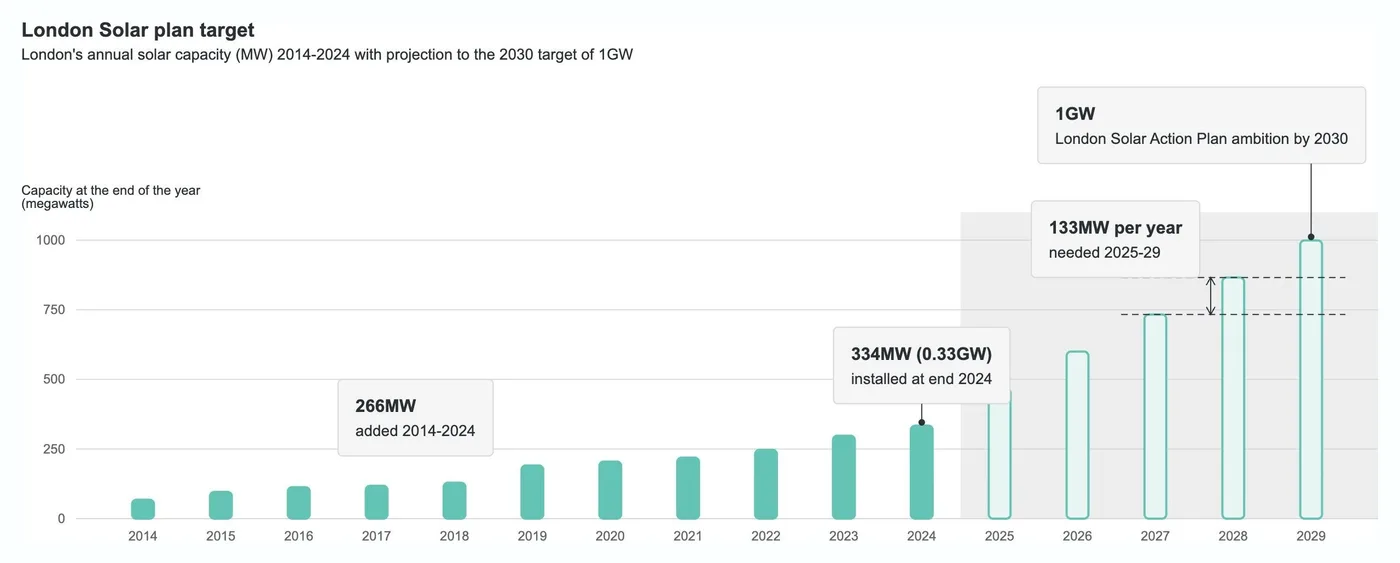 London Solar plan target
London's annual solar capacity (MW) 2014-2024 with projection to the 2030 target of 1GW
1GW
London Solar Action Plan ambition by 2030
Capacity at the end of the year
(megawatts)
133MW per year
needed 2025-29
1000
750
334MW (0.33GW)
installed at end 2024
500
266MW
added 2014-2024
250
0
2014 2015 2016 2017 2018 2019 2020 2021 2022 2023 2024 2025 2026 2027 2028 2029